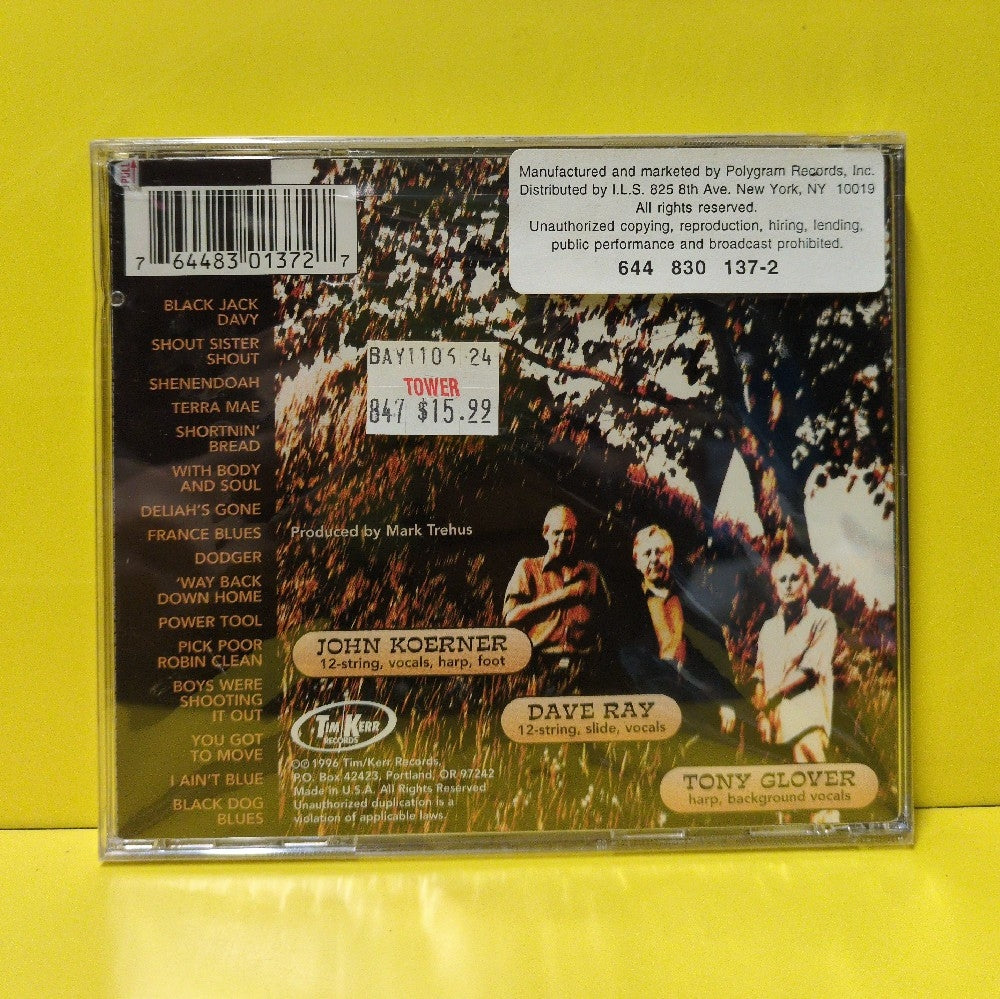 PULL
7 64483 01372 7
Manufactured and marketed by Polygram Records, Inc.
Distributed by I.L.S. 825 8th Ave. New York, NY 10019
All rights reserved.
Unauthorized copying, reproduction, hiring, lending,
public performance and broadcast prohibited.
644 830 137-2
BLACK JACK
DAVY
SHOUT SISTER
SHOUT
SHENENDOAH
TERRA MAE
SHORTNIN'
BREAD
WITH BODY
AND SOUL
DELIAH'S GONE
FRANCE BLUES
DODGER
'WAY BACK
DOWN HOME
POWER TOOL
PICK POOR
ROBIN CLEAN
BOYS WERE
SHOOTING
IT OUT
YOU GOT
TO MOVE
I AIN'T BLUE
BLACK DOG
BLUES
BAY1106 24
TOWER
847 $15.99
Produced by Mark Trehus
JOHN KOERNER
12-string, vocals, harp, foot
DAVE RAY
12-string, slide, vocals
TONY GLOVER
harp, background vocals
TIM KERR
RECORDS
℗© 1996 Tim/Kerr Records,
P.O. Box 42423, Portland, OR 97242
Made in U.S.A. All Rights Reserved
Unauthorized duplication is a
violation of applicable laws.